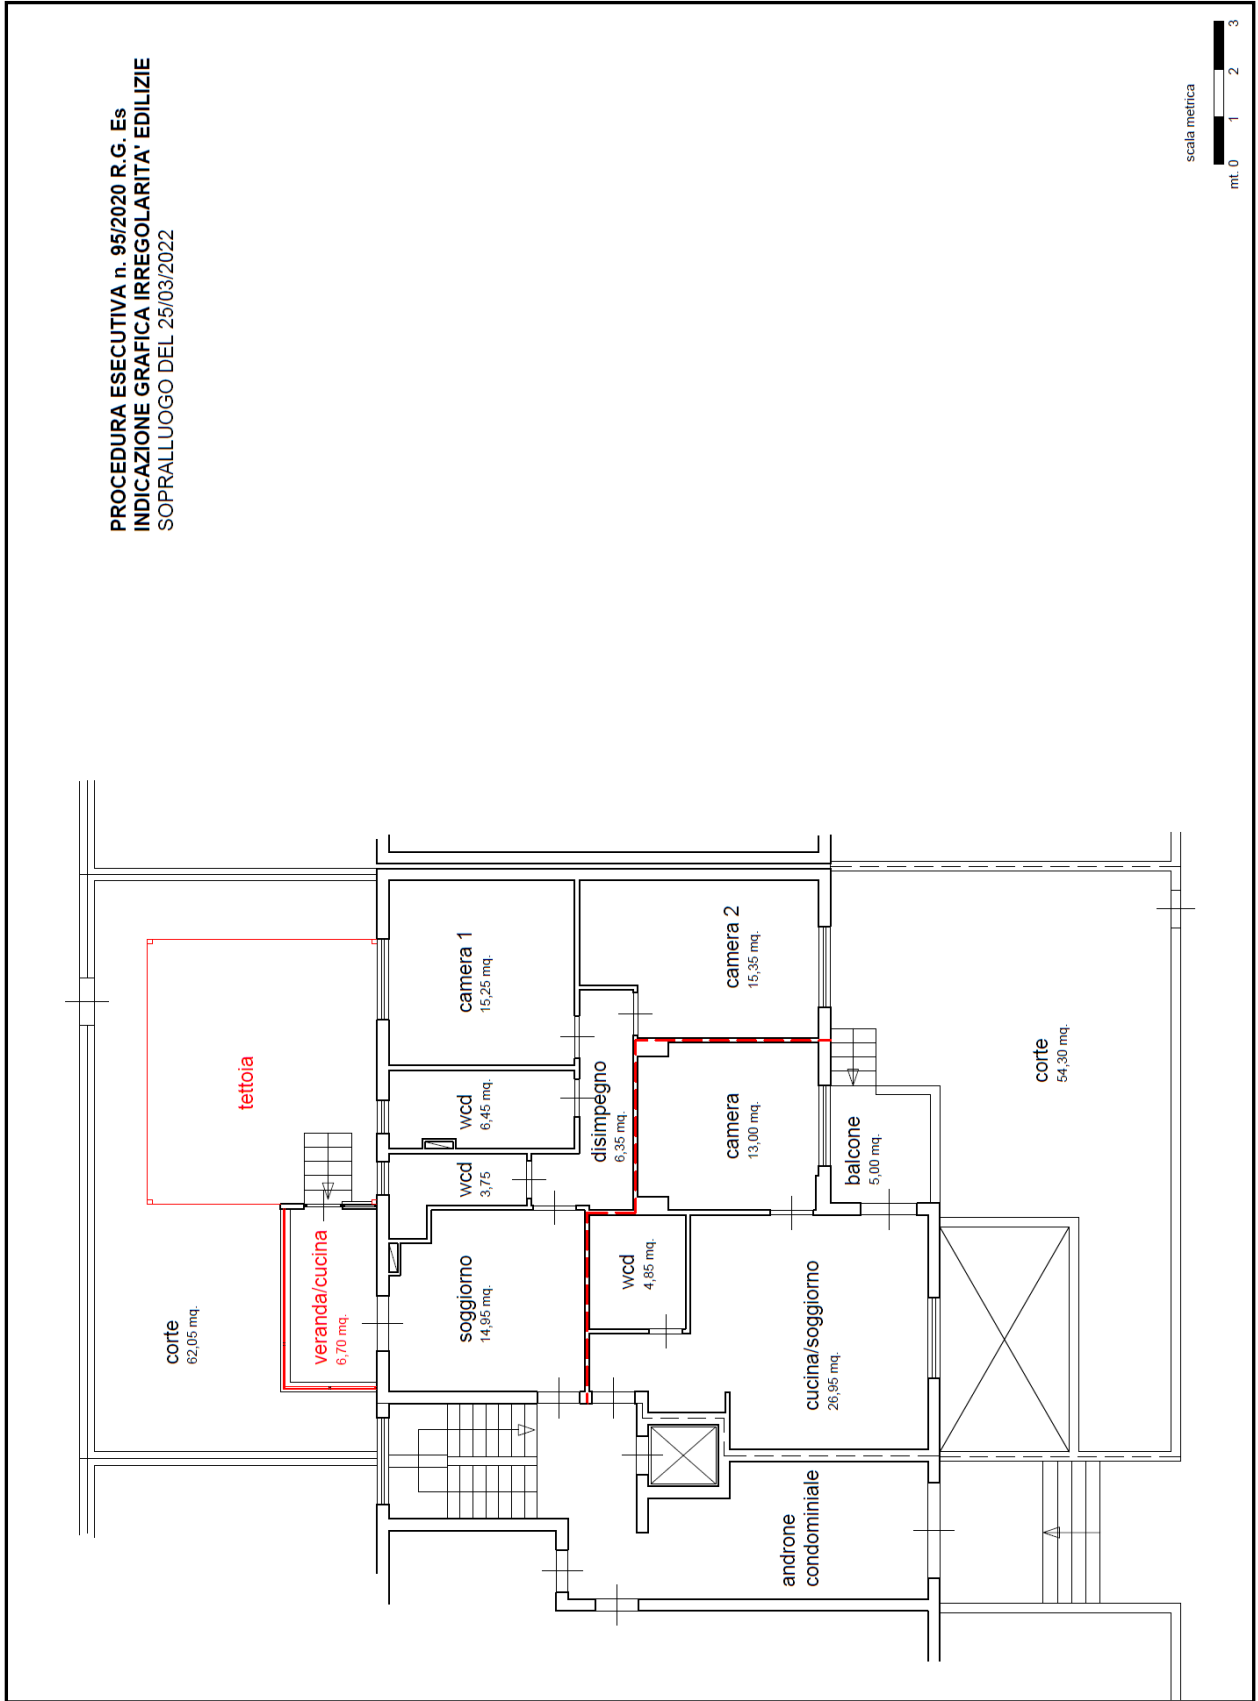 PROCEDURA ESECUTIVA n. 95/2020 R.G. Es
INDICAZIONE GRAFICA IRREGOLARITA' EDILIZIE
SOPRALLUOGO DEL 25/03/2022
corte
62,05 mq.
tettoia
veranda/cucina
6,70 mq.
soggiorno
14,95 mq.
wcd
3,75
wcd
6,45 mq.
camera 1
15,25 mq.
disimpegno
6,35 mq.
wcd
4,85 mq.
camera
13,00 mq.
camera 2
15,35 mq.
androne
condominiale
cucina/soggiorno
26,95 mq.
balcone
5,00 mq.
corte
54,30 mq.
scala metrica
mt. 0 1 2 3